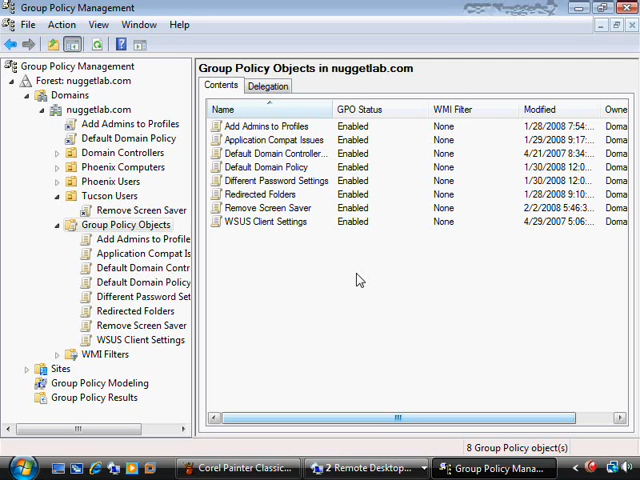 Group Policy Management
CBT Nuggets
File Action View Window Help
Group Policy Management
Forest: nuggetlab.com
Domains
nuggetlab.com
Add Admins to Profiles
Default Domain Policy
Domain Controllers
Phoenix Computers
Phoenix Users
Tucson Users
Remove Screen Saver
Group Policy Objects
Add Admins to Profile
Application Compat Is
Default Domain Contr
Default Domain Policy
Different Password Set
Redirected Folders
Remove Screen Saver
WSUS Client Settings
WMI Filters
Sites
Group Policy Modeling
Group Policy Results
Group Policy Objects in nuggetlab.com
Contents Delegation
Name GPO Status WMI Filter Modified Owne
Add Admins to Profiles Enabled None 1/28/2008 7:54:... Doma
Application Compat Issues Enabled None 1/29/2008 9:17:... Doma
Default Domain Controller... Enabled None 4/21/2007 8:34:... Doma
Default Domain Policy Enabled None 1/30/2008 12:0... Doma
Different Password Settings Enabled None 1/30/2008 12:0... Doma
Redirected Folders Enabled None 1/28/2008 9:10:... Doma
Remove Screen Saver Enabled None 2/2/2008 5:46:3... Doma
WSUS Client Settings Enabled None 4/29/2007 5:06:... Doma
8 Group Policy object(s)
Corel Painter Classic... 2 Remote Desktop... Group Policy Mana...